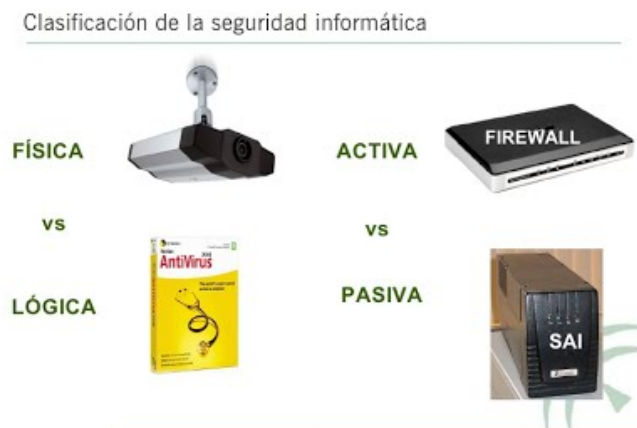 Clasificación de la seguridad informática
FÍSICA
vs
LÓGICA
AntiVirus
ACTIVA
FIREWALL
vs
PASIVA
SAI